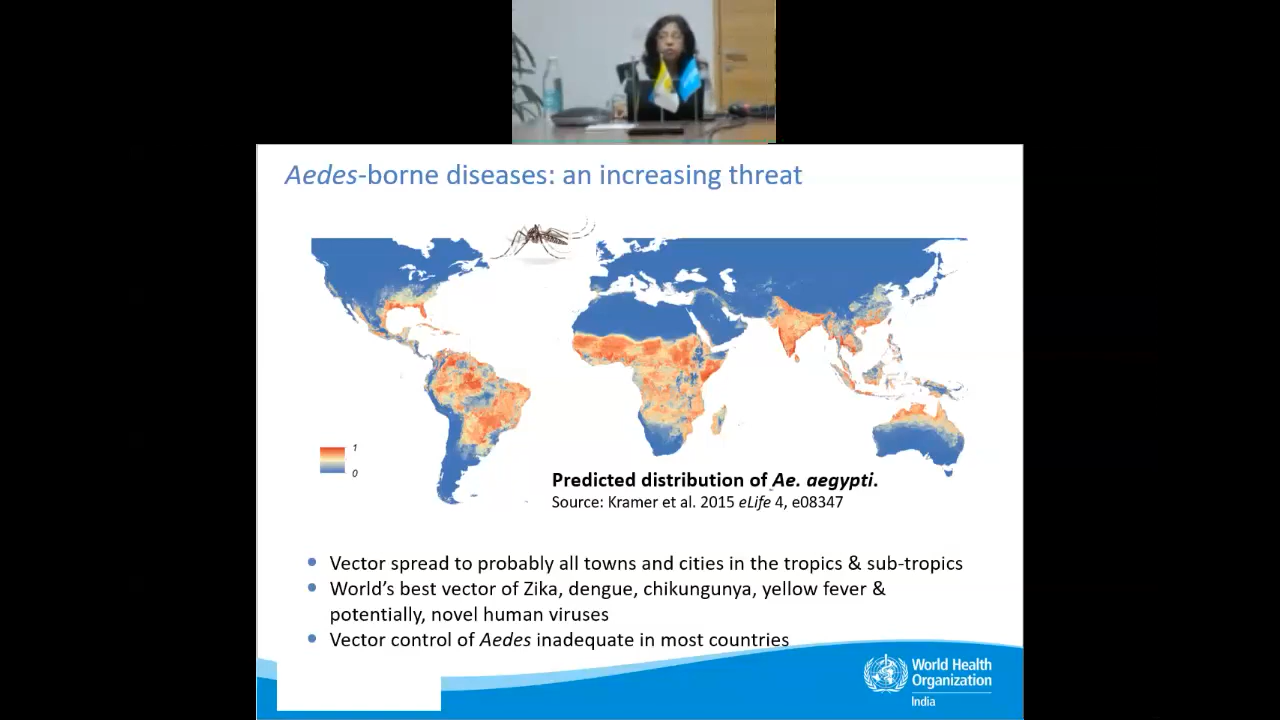 Aedes-borne diseases: an increasing threat
1
0
Predicted distribution of Ae. aegypti.
Source: Kramer et al. 2015 eLife 4, e08347
• Vector spread to probably all towns and cities in the tropics & sub-tropics
• World's best vector of Zika, dengue, chikungunya, yellow fever &
potentially, novel human viruses
• Vector control of Aedes inadequate in most countries
World Health
Organization
India